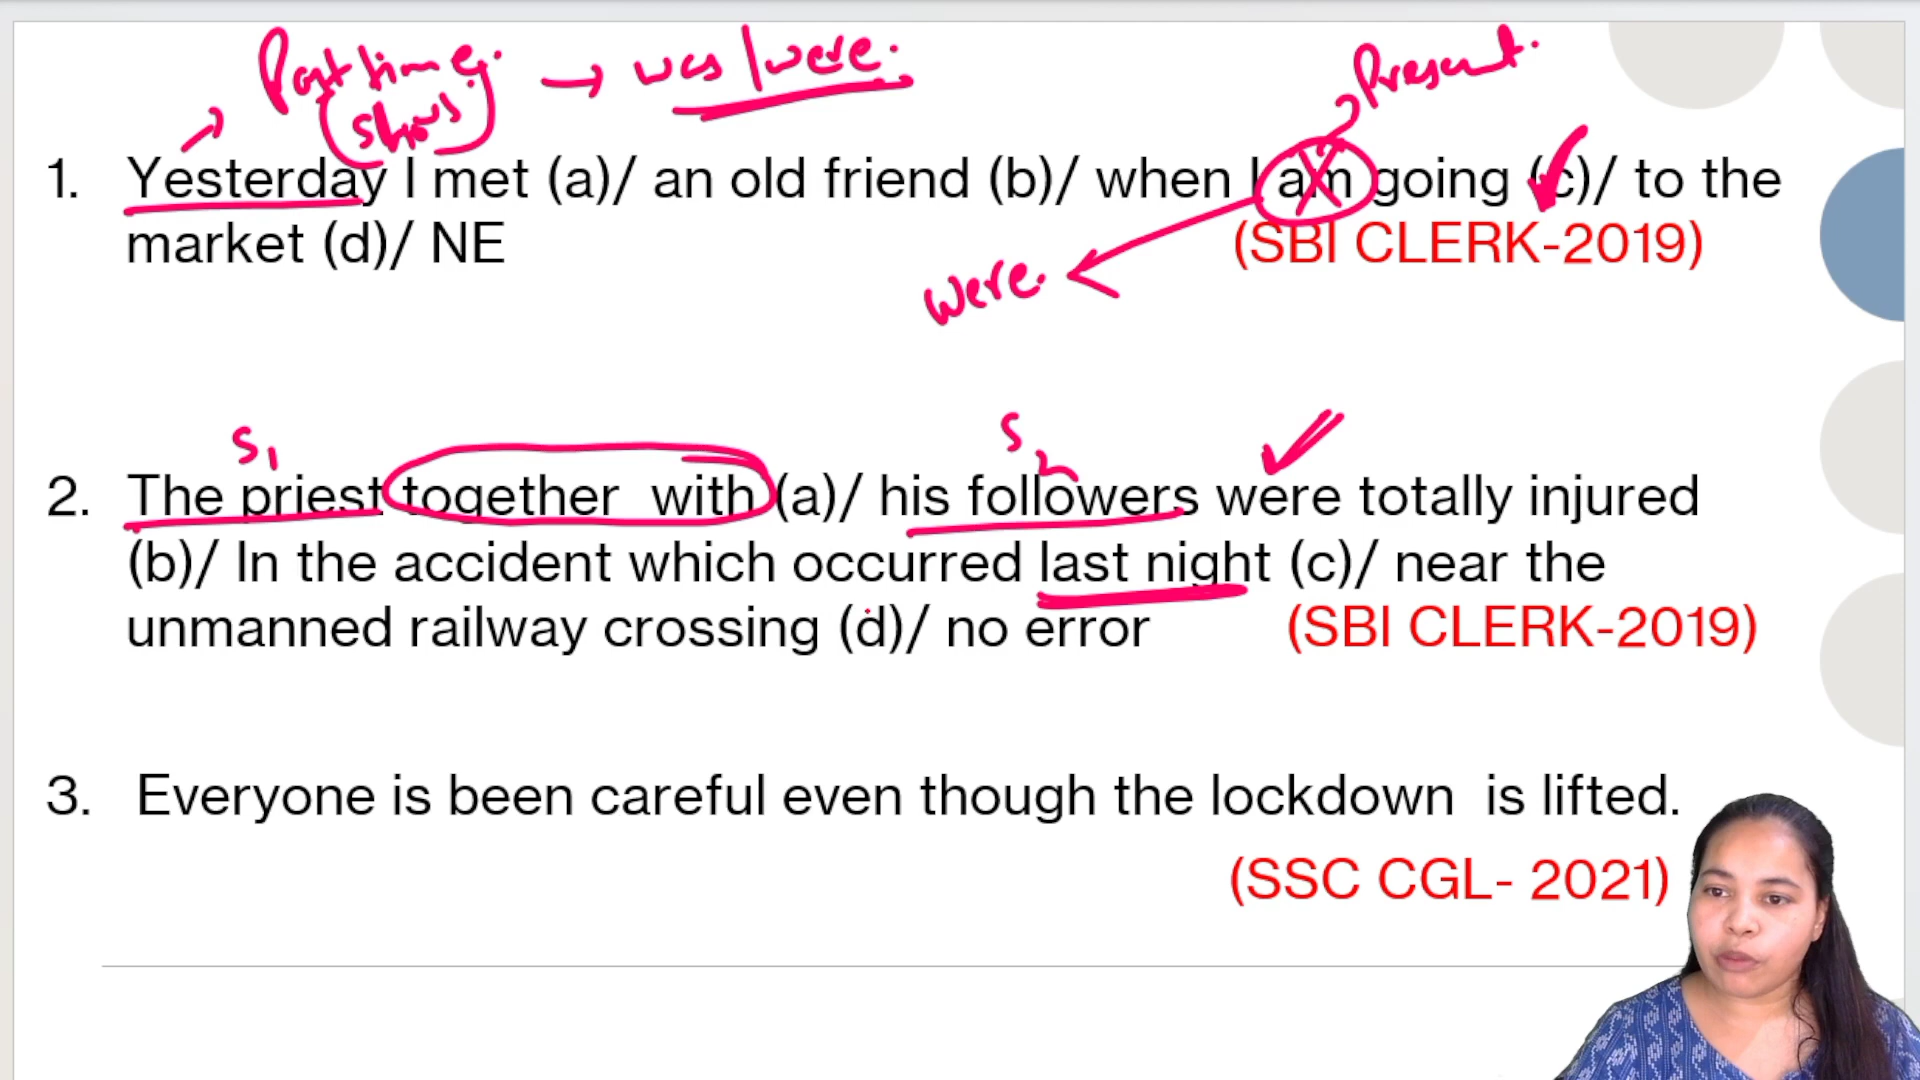 Past time. → was/were.
(shows)
Present.
1. Yesterday I met (a)/ an old friend (b)/ when I am going (c)/ to the
market (d)/ NE (SBI CLERK-2019)
were.
S1 S2
2. The priest together with (a)/ his followers were totally injured
(b)/ In the accident which occurred last night (c)/ near the
unmanned railway crossing (d)/ no error (SBI CLERK-2019)
3. Everyone is been careful even though the lockdown is lifted.
(SSC CGL- 2021)